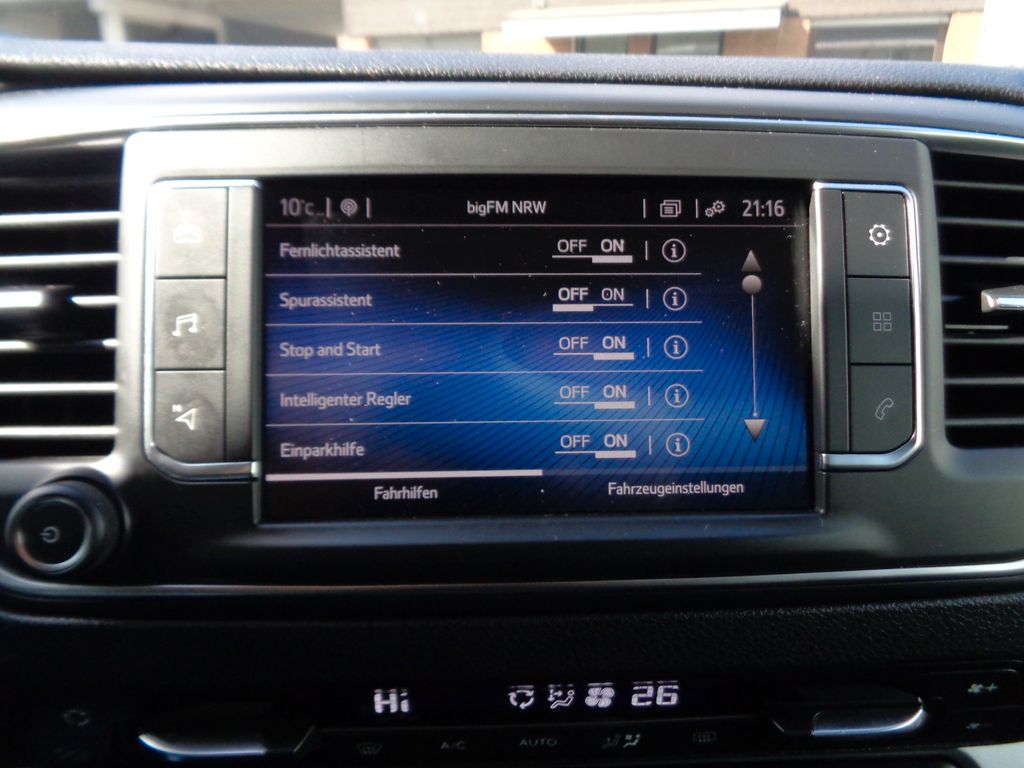 10°C bigFM NRW 21:16
Fernlichtassistent OFF ON i
Spurassistent OFF ON i
Stop and Start OFF ON i
Intelligenter Regler OFF ON i
Einparkhilfe OFF ON i
Fahrhilfen Fahrzeugeinstellungen
Hi 26
A/C AUTO